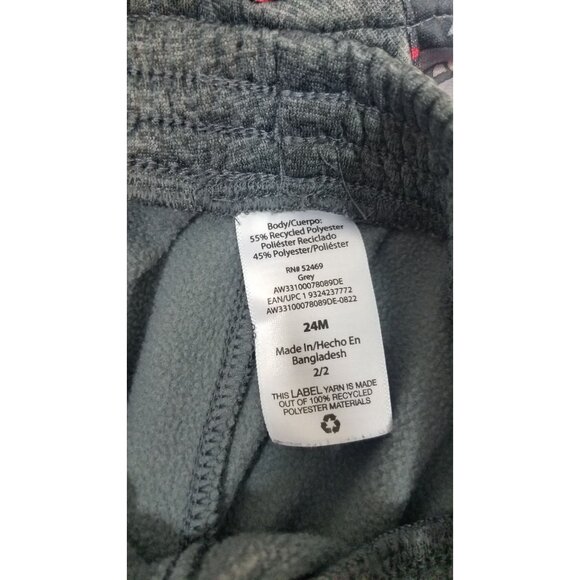 Body/Cuerpo:
55% Recycled Polyester
Poliéster Reciclado
45% Polyester/Poliéster
RN# 52469
Grey
AW33100078089DE
EAN/UPC 1 9324237772
AW33100078089DE-0822
24M
Made In/Hecho En
Bangladesh
2/2
THIS LABEL YARN IS MADE
OUT OF 100% RECYCLED
POLYESTER MATERIALS